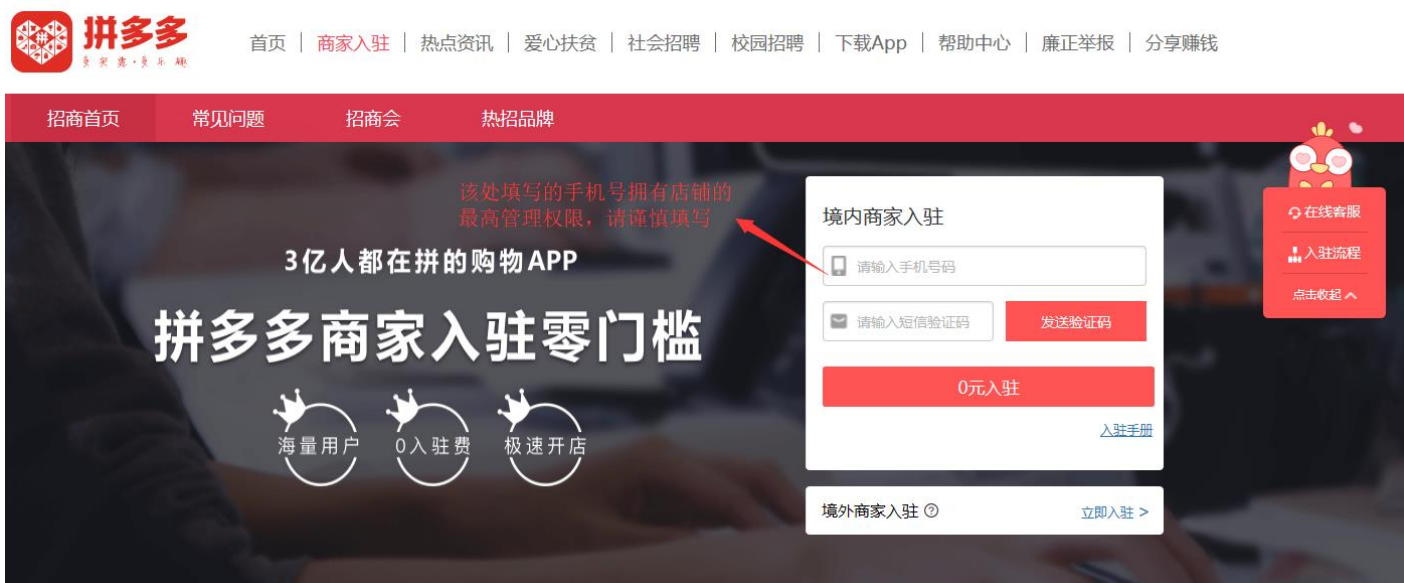 拼多多
多实惠·多乐趣
首页 | 商家入驻 | 热点资讯 | 爱心扶贫 | 社会招聘 | 校园招聘 | 下载App | 帮助中心 | 廉正举报 | 分享赚钱
招商首页 常见问题 招商会 热招品牌
该处填写的手机号拥有店铺的
最高管理权限，请谨慎填写
3亿人都在拼的购物APP
拼多多商家入驻零门槛
海量用户 0入驻费 极速开店
境内商家入驻
请输入手机号码
请输入短信验证码 发送验证码
0元入驻
入驻手册
境外商家入驻 ? 立即入驻 >
在线客服
入驻流程
点击收起